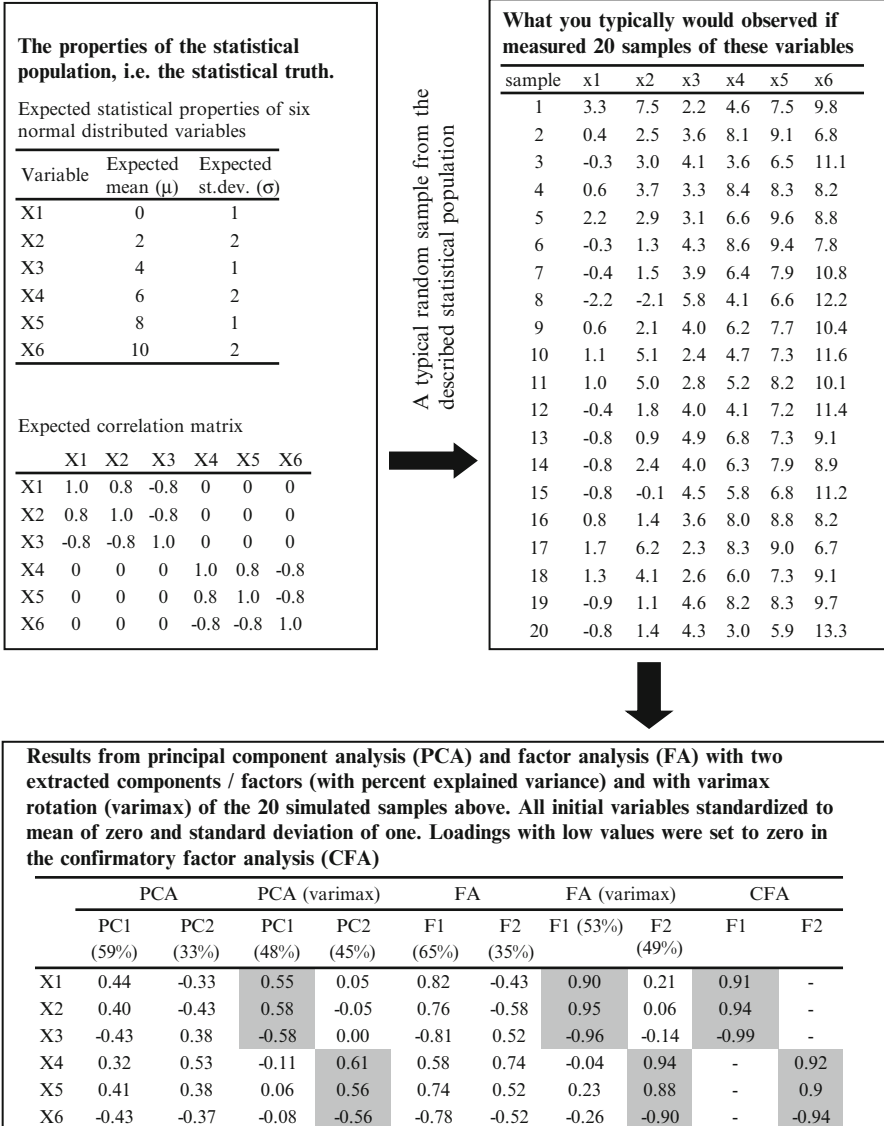 The properties of the statistical
population, i.e. the statistical truth.
Expected statistical properties of six
normal distributed variables
Variable Expected mean (μ) Expected st.dev. (σ)
X1 0 1
X2 2 2
X3 4 1
X4 6 2
X5 8 1
X6 10 2
Expected correlation matrix
X1 X2 X3 X4 X5 X6
X1 1.0 0.8 -0.8 0 0 0
X2 0.8 1.0 -0.8 0 0 0
X3 -0.8 -0.8 1.0 0 0 0
X4 0 0 0 1.0 0.8 -0.8
X5 0 0 0 0.8 1.0 -0.8
X6 0 0 0 -0.8 -0.8 1.0
A typical random sample from the
described statistical population
What you typically would observed if
measured 20 samples of these variables
sample x1 x2 x3 x4 x5 x6
1 3.3 7.5 2.2 4.6 7.5 9.8
2 0.4 2.5 3.6 8.1 9.1 6.8
3 -0.3 3.0 4.1 3.6 6.5 11.1
4 0.6 3.7 3.3 8.4 8.3 8.2
5 2.2 2.9 3.1 6.6 9.6 8.8
6 -0.3 1.3 4.3 8.6 9.4 7.8
7 -0.4 1.5 3.9 6.4 7.9 10.8
8 -2.2 -2.1 5.8 4.1 6.6 12.2
9 0.6 2.1 4.0 6.2 7.7 10.4
10 1.1 5.1 2.4 4.7 7.3 11.6
11 1.0 5.0 2.8 5.2 8.2 10.1
12 -0.4 1.8 4.0 4.1 7.2 11.4
13 -0.8 0.9 4.9 6.8 7.3 9.1
14 -0.8 2.4 4.0 6.3 7.9 8.9
15 -0.8 -0.1 4.5 5.8 6.8 11.2
16 0.8 1.4 3.6 8.0 8.8 8.2
17 1.7 6.2 2.3 8.3 9.0 6.7
18 1.3 4.1 2.6 6.0 7.3 9.1
19 -0.9 1.1 4.6 8.2 8.3 9.7
20 -0.8 1.4 4.3 3.0 5.9 13.3
Results from principal component analysis (PCA) and factor analysis (FA) with two
extracted components / factors (with percent explained variance) and with varimax
rotation (varimax) of the 20 simulated samples above. All initial variables standardized to
mean of zero and standard deviation of one. Loadings with low values were set to zero in
the confirmatory factor analysis (CFA)
PCA PCA (varimax) FA FA (varimax) CFA
PC1 PC2 PC1 PC2 F1 F2 F1 (53%) F2 F1 F2
(59%) (33%) (48%) (45%) (65%) (35%) (49%)
X1 0.44 -0.33 0.55 0.05 0.82 -0.43 0.90 0.21 0.91 -
X2 0.40 -0.43 0.58 -0.05 0.76 -0.58 0.95 0.06 0.94 -
X3 -0.43 0.38 -0.58 0.00 -0.81 0.52 -0.96 -0.14 -0.99 -
X4 0.32 0.53 -0.11 0.61 0.58 0.74 -0.04 0.94 - 0.92
X5 0.41 0.38 0.06 0.56 0.74 0.52 0.23 0.88 - 0.9
X6 -0.43 -0.37 -0.08 -0.56 -0.78 -0.52 -0.26 -0.90 - -0.94